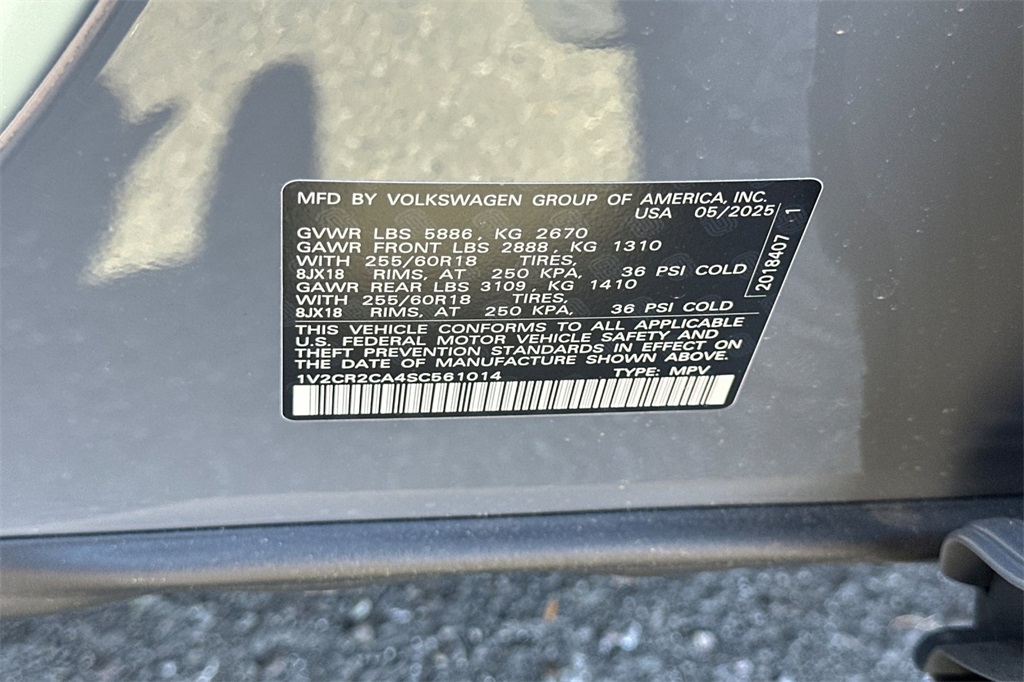 MFD BY VOLKSWAGEN GROUP OF AMERICA, INC.
USA 05/2025
GVWR LBS 5886, KG 2670
GAWR FRONT LBS 2888, KG 1310
WITH 255/60R18 TIRES,
8JX18 RIMS, AT 250 KPA, 36 PSI COLD
GAWR REAR LBS 3109, KG 1410
WITH 255/60R18 TIRES,
8JX18 RIMS, AT 250 KPA, 36 PSI COLD
2018407 1
THIS VEHICLE CONFORMS TO ALL APPLICABLE
U.S. FEDERAL MOTOR VEHICLE SAFETY AND
THEFT PREVENTION STANDARDS IN EFFECT ON
THE DATE OF MANUFACTURE SHOWN ABOVE.
1V2CR2CA4SC561014 TYPE: MPV